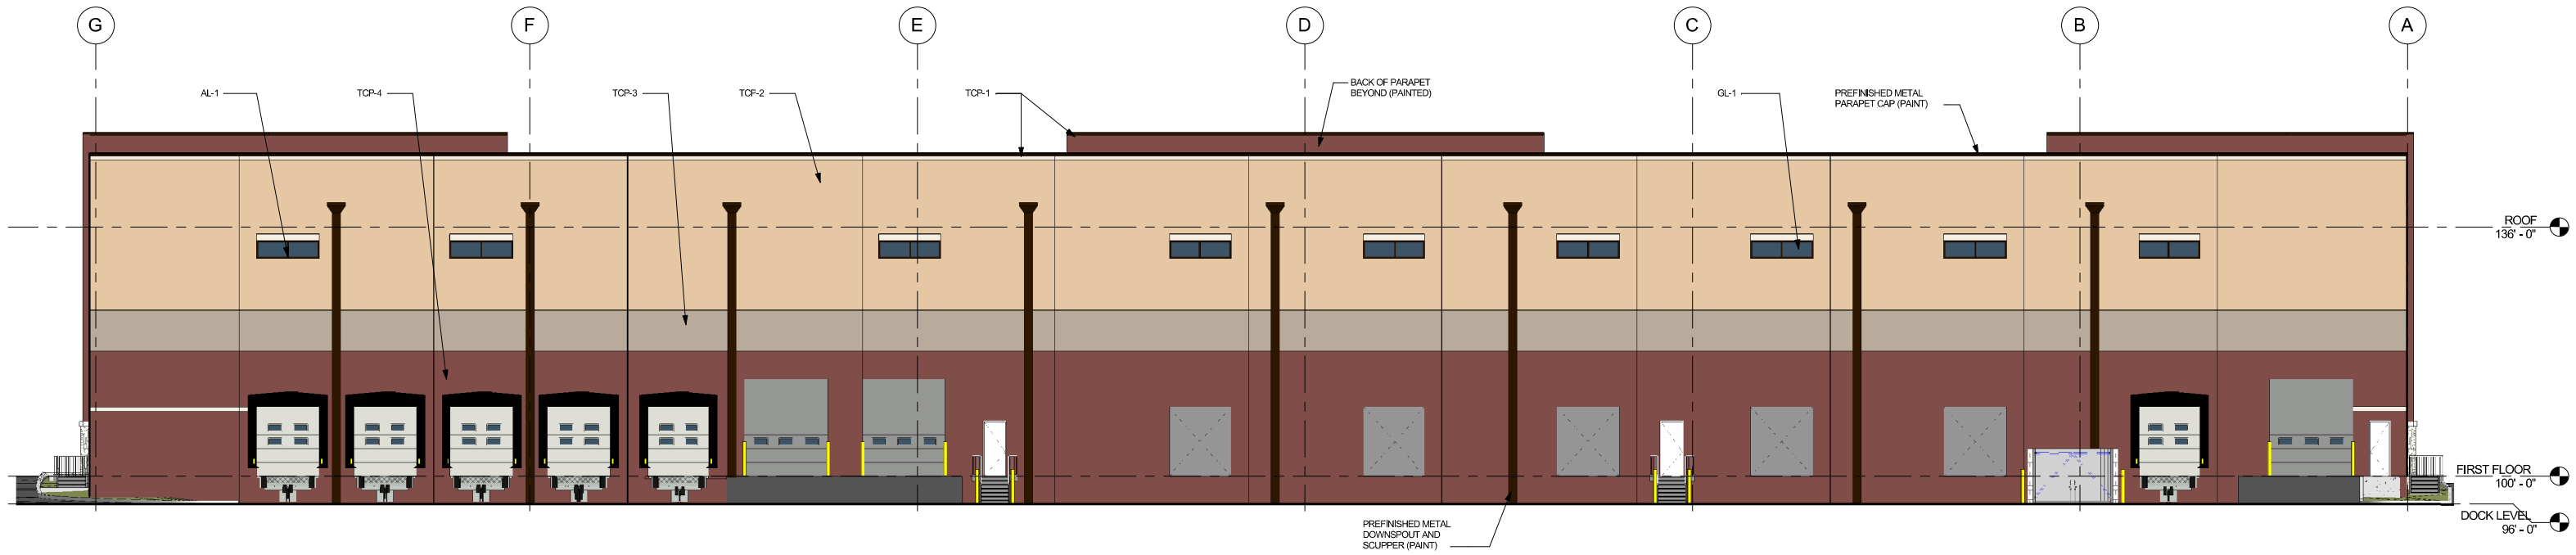 G F E D C B A
AL-1 TCP-4 TCP-3 TCF-2 TCP-1 BACK OF PARAPET GL-1 PREFINISHED METAL
BEYOND (PAINTED) PARAPET CAP (PAINT)
ROOF
136' - 0"
FIRST FLOOR
100' - 0"
DOCK LEVEL
96' - 0"
PREFINISHED METAL
DOWNSPOUT AND
SCUPPER (PAINT)